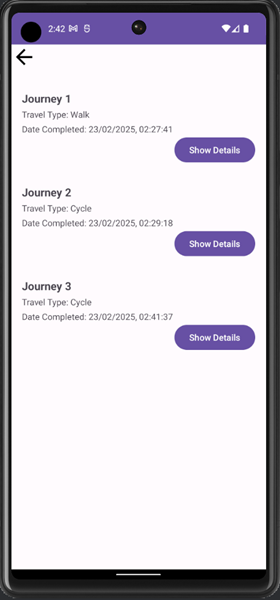 2:42
Journey 1
Travel Type: Walk
Date Completed: 23/02/2025, 02:27:41
Show Details
Journey 2
Travel Type: Cycle
Date Completed: 23/02/2025, 02:29:18
Show Details
Journey 3
Travel Type: Cycle
Date Completed: 23/02/2025, 02:41:37
Show Details